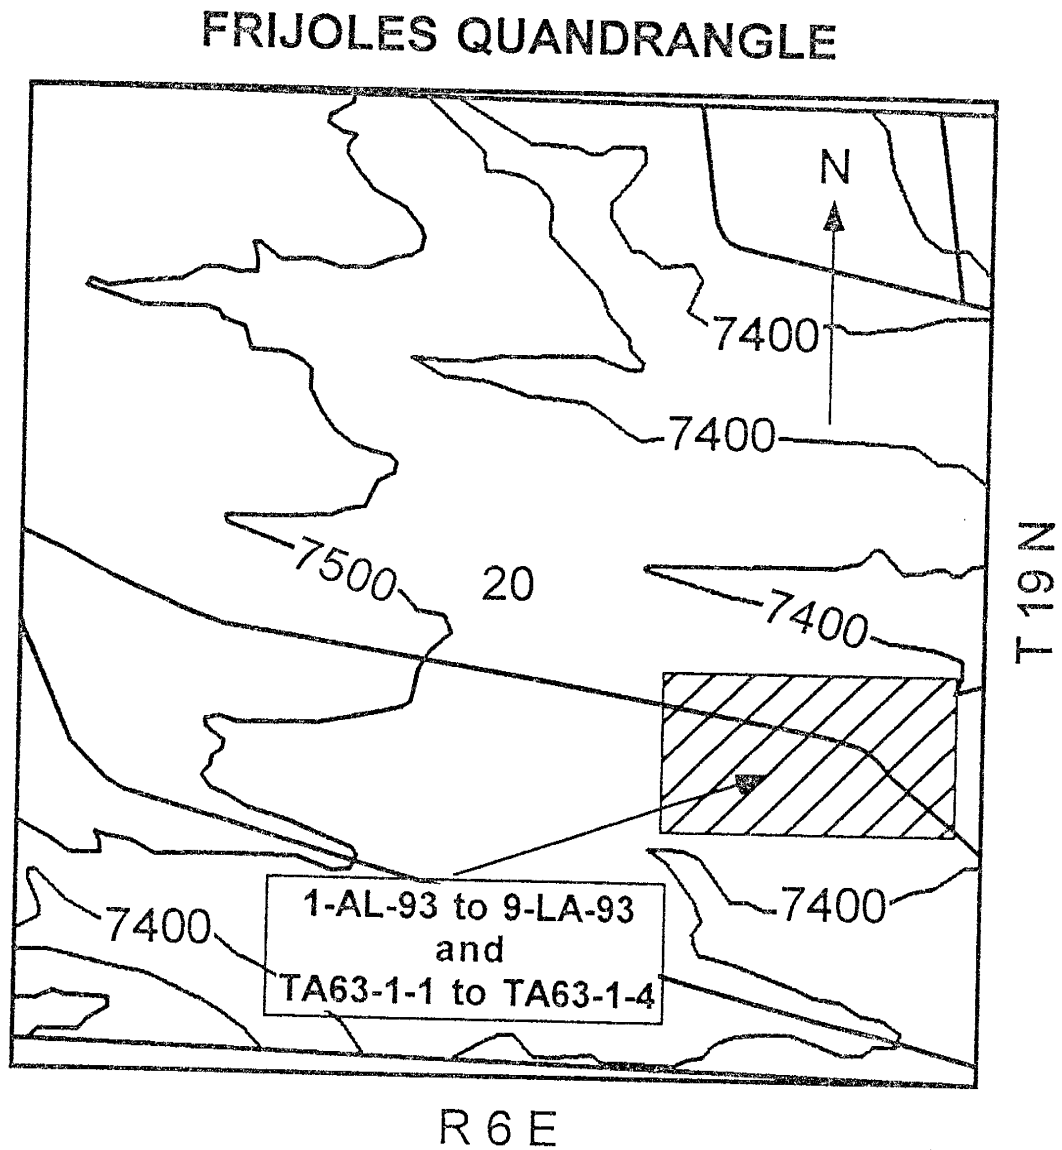 FRIJOLES QUANDRANGLE
N
7400
7400
7500
20
7400
T 19 N
1-AL-93 to 9-LA-93
and
TA63-1-1 to TA63-1-4
7400
7400
R 6 E